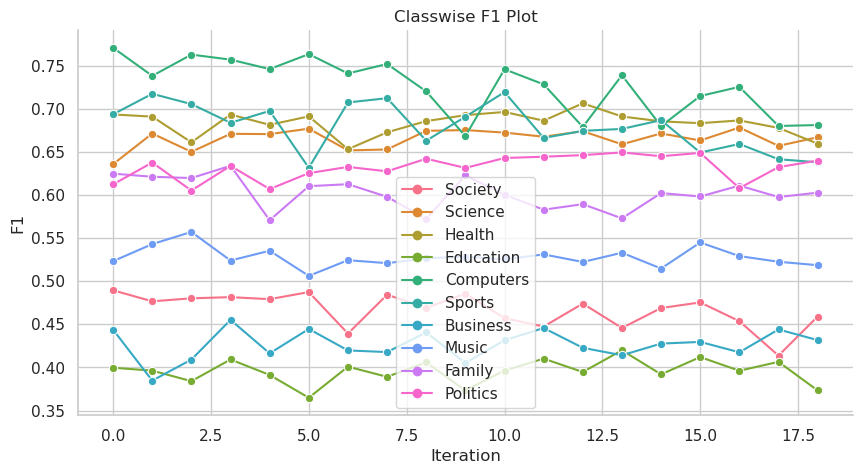 Classwise F1 Plot
F1
0.75
0.70
0.65
0.60
0.55
0.50
0.45
0.40
0.35
Society
Science
Health
Education
Computers
Sports
Business
Music
Family
Politics
0.0 2.5 5.0 7.5 10.0 12.5 15.0 17.5
Iteration